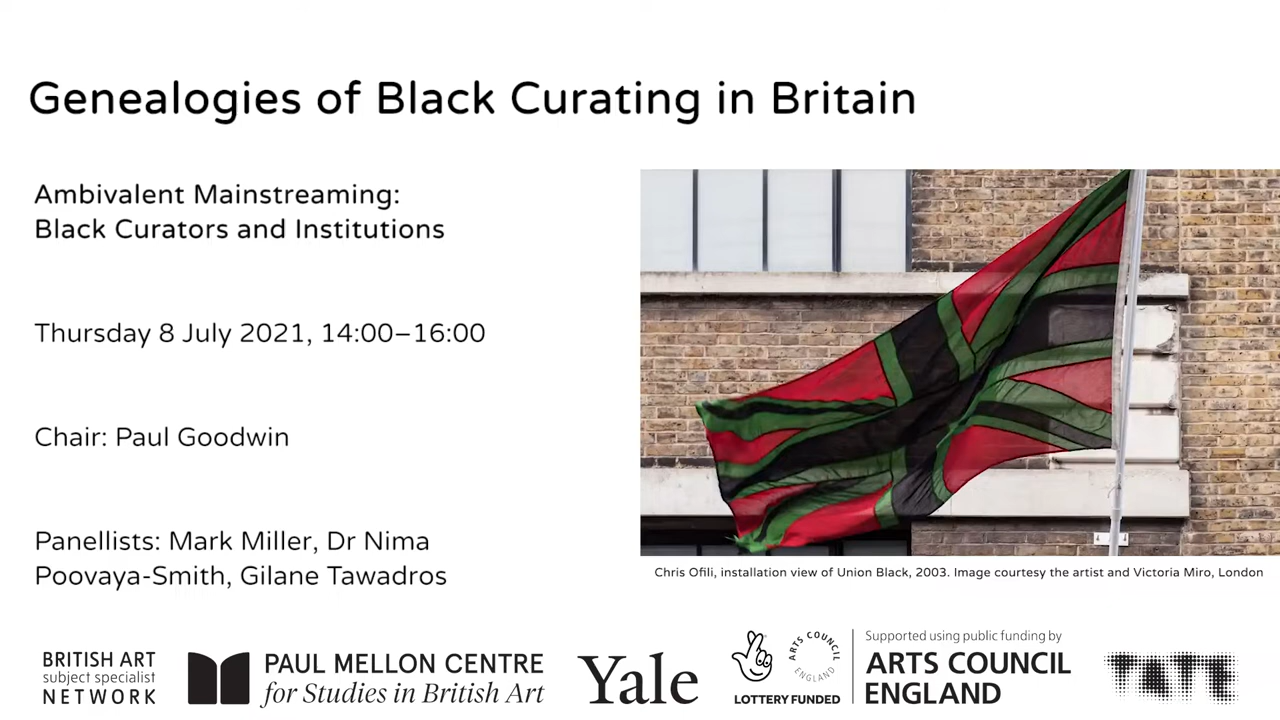 Genealogies of Black Curating in Britain
Ambivalent Mainstreaming:
Black Curators and Institutions
Thursday 8 July 2021, 14:00–16:00
Chair: Paul Goodwin
Panellists: Mark Miller, Dr Nima
Poovaya-Smith, Gilane Tawadros
Chris Ofili, installation view of Union Black, 2003. Image courtesy the artist and Victoria Miro, London
BRITISH ART
subject specialist
NETWORK
PAUL MELLON CENTRE
for Studies in British Art
Yale
ARTS COUNCIL
ENGLAND
LOTTERY FUNDED
Supported using public funding by
ARTS COUNCIL
ENGLAND
TATE